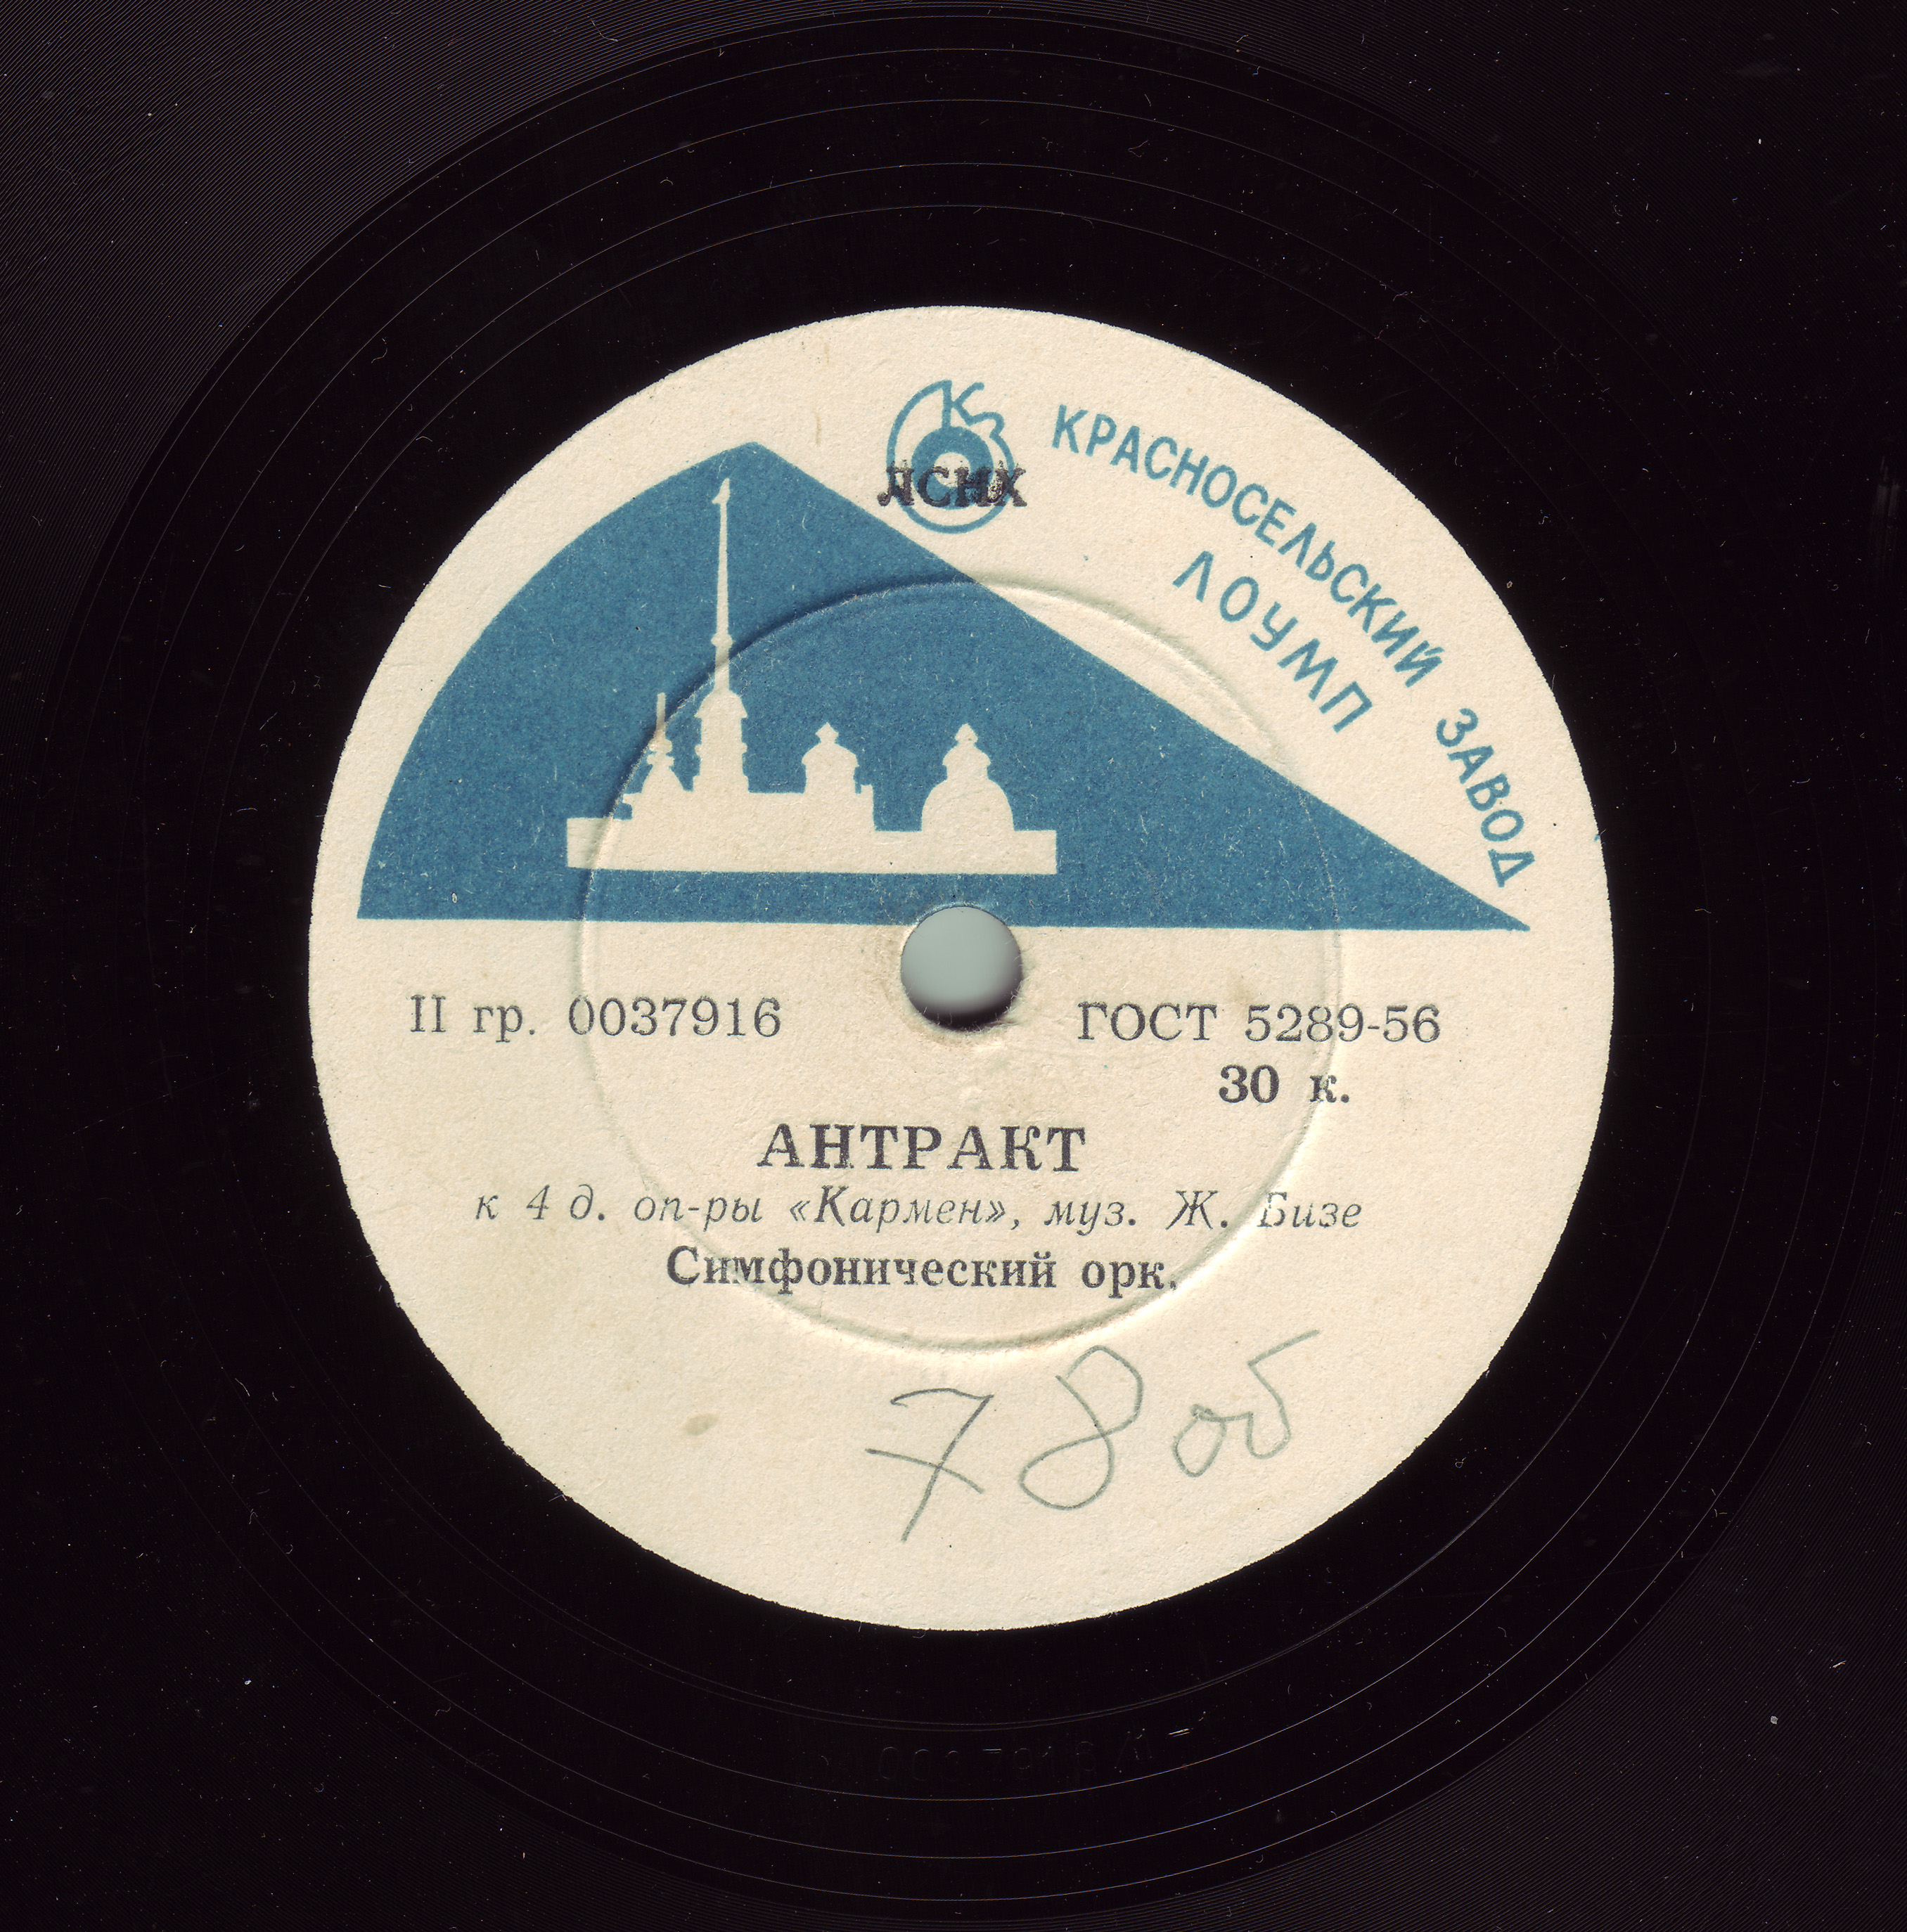 ЛСНХ
КРАСНОСЕЛЬСКИЙ ЗАВОД
ЛОУМП
II гр. 0037916
ГОСТ 5289-56
30 к.
АНТРАКТ
к 4 д. оп-ры «Кармен», муз. Ж. Бизе
Симфонический орк.
78 об